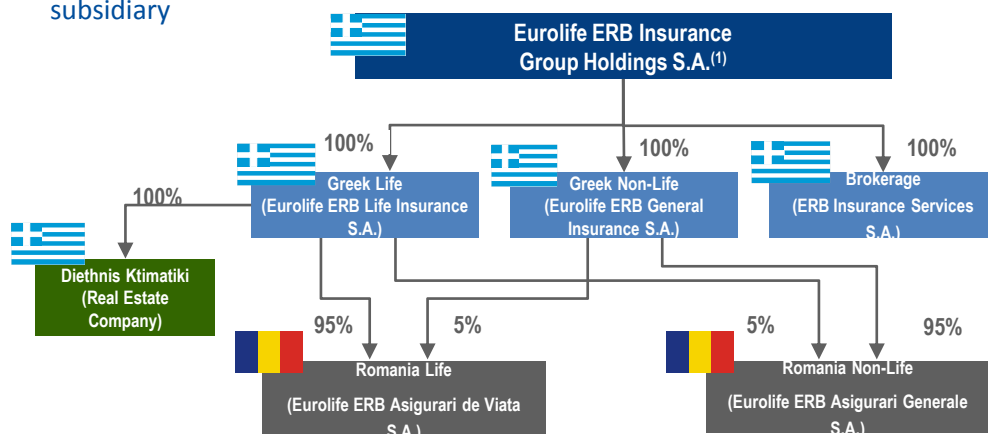 subsidiary
Eurolife ERB Insurance
Group Holdings S.A.(1)
100%
100%
100%
100%
Greek Life
(Eurolife ERB Life Insurance
S.A.)
Greek Non-Life
(Eurolife ERB General
Insurance S.A.)
Brokerage
(ERB Insurance Services
S.A.)
Diethnis Ktimatiki
(Real Estate
Company)
95%
5%
5%
95%
Romania Life
(Eurolife ERB Asigurari de Viata
S.A.)
Romania Non-Life
(Eurolife ERB Asigurari Generale
S.A.)